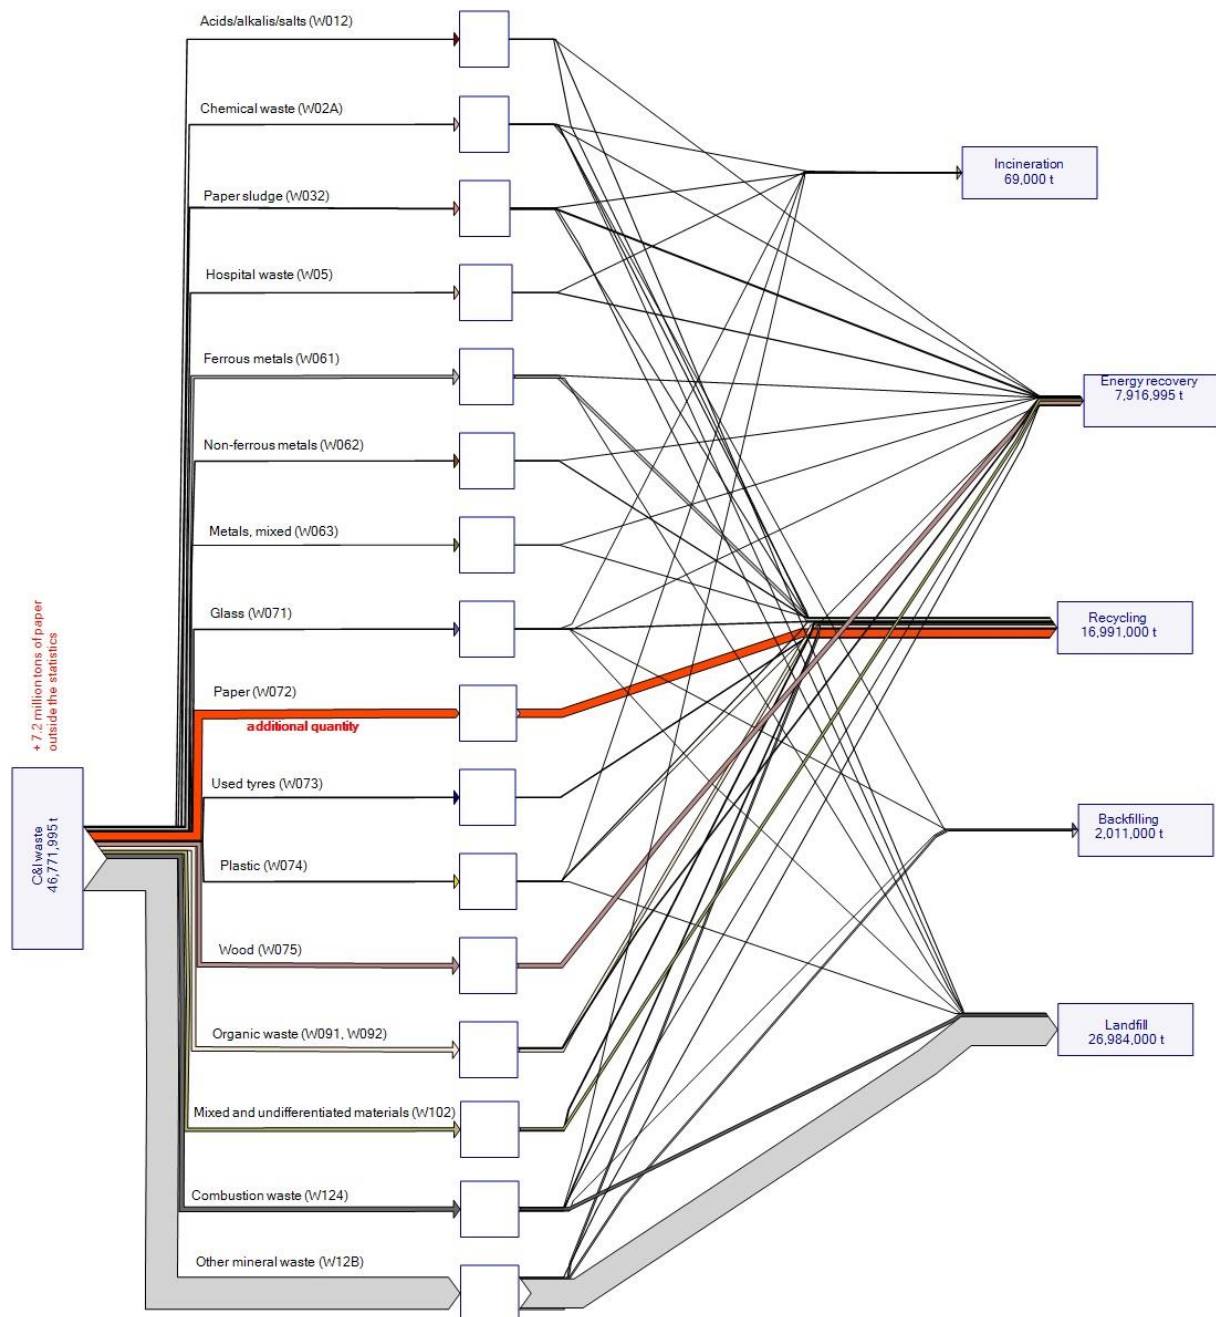 Acids/alkalis/salts (W012)
Chemical waste (W02A)
Incineration
69,000 t
Paper sludge (W032)
Hospital waste (W05)
Ferrous metals (W061)
Energy recovery
7,916,995 t
Non-ferrous metals (W062)
Metals, mixed (W063)
Glass (W071)
Recycling
16,991,000 t
+ 7.2 million tons of paper
outside the statistics
Paper (W072)
additional quantity
Used tyres (W073)
C&I waste
46,771,995 t
Backfilling
2,011,000 t
Plastic (W074)
Wood (W075)
Organic waste (W091, W092)
Landfill
26,984,000 t
Mixed and undifferentiated materials (W102)
Combustion waste (W124)
Other mineral waste (W12B)